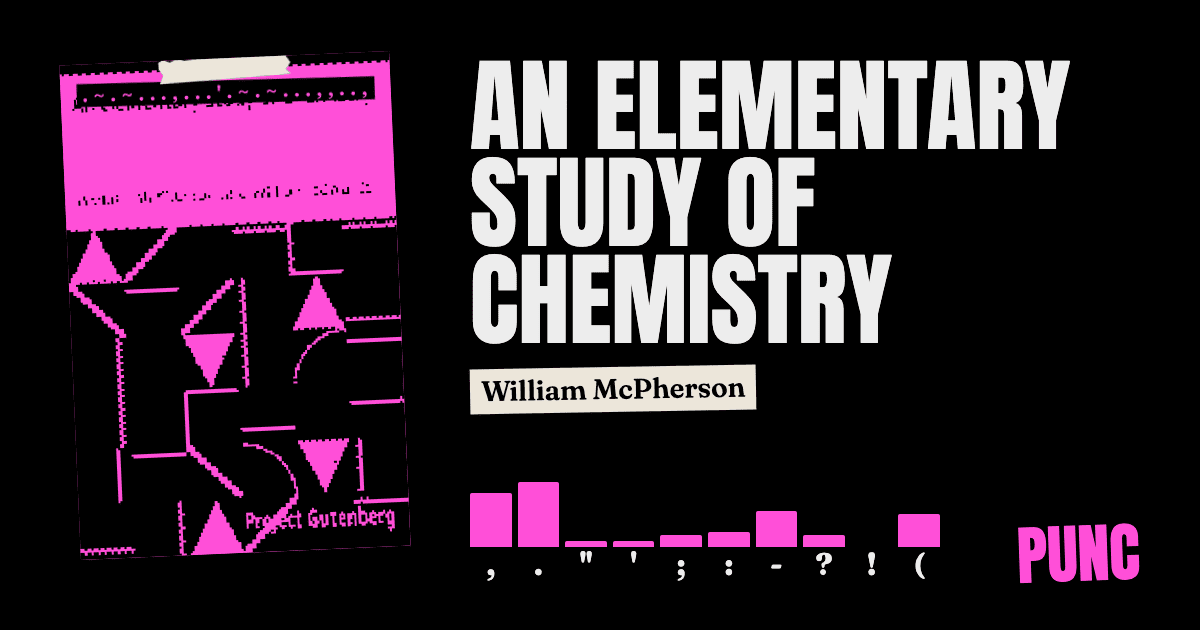 .~.~...,...'.~.~...,,..,
Project Gutenberg
AN ELEMENTARY
STUDY OF
CHEMISTRY
William McPherson
, . " ' ; : - ? ! (
PUNC